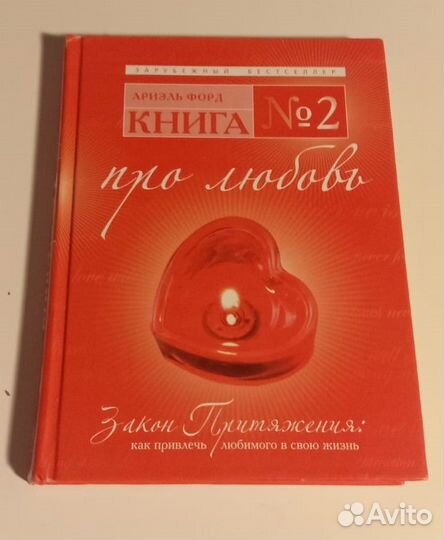 ЗАРУБЕЖНЫЙ БЕСТСЕЛЛЕР
АРИЭЛЬ ФОРД
КНИГА №2
про любовь
Закон Притяжения:
как привлечь любимого в свою жизнь
Avito